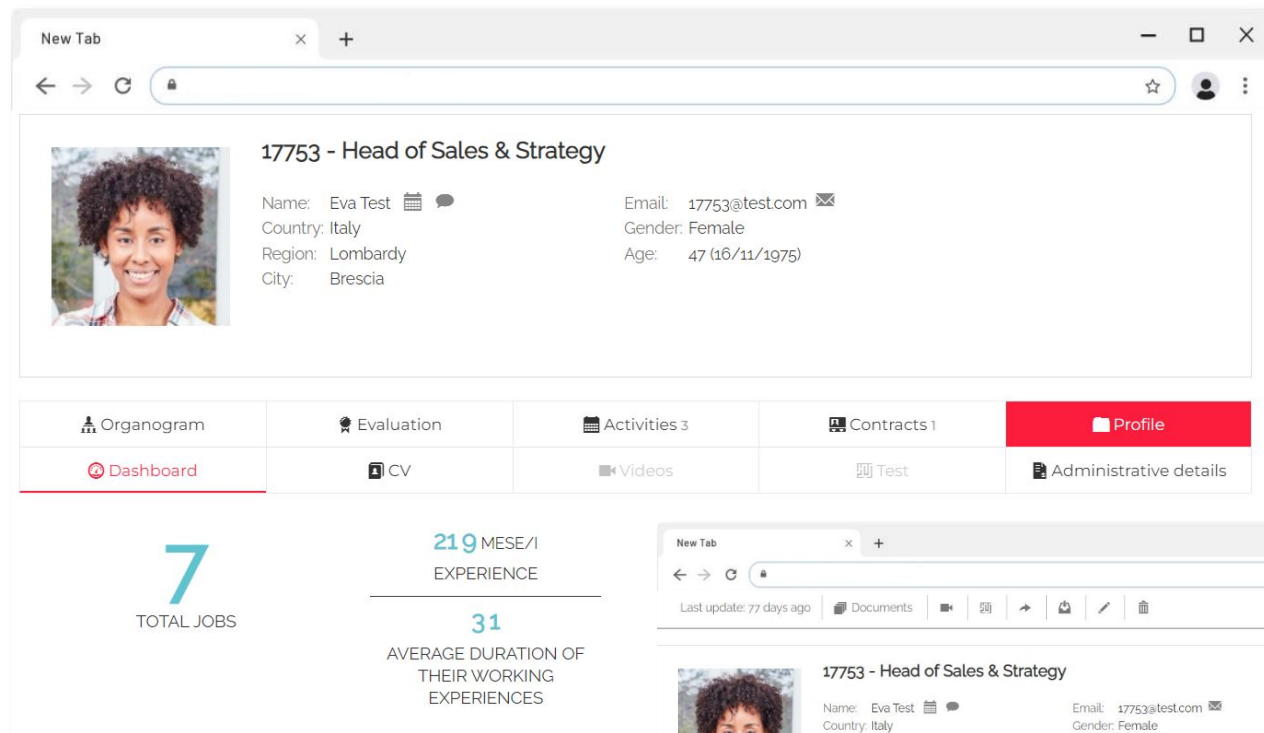 New Tab
17753 - Head of Sales & Strategy
Name: Eva Test
Email: 17753@test.com
Country: Italy
Gender: Female
Region: Lombardy
Age: 47 (16/11/1975)
City: Brescia
Organogram
Evaluation
Activities 3
Contracts 1
Profile
Dashboard
CV
Videos
Test
Administrative details
7
TOTAL JOBS
219 MESE/I
EXPERIENCE
31
AVERAGE DURATION OF
THEIR WORKING
EXPERIENCES
New Tab
Last update: 77 days ago
Documents
17753 - Head of Sales & Strategy
Name: Eva Test
Email: 17753@test.com
Country: Italy
Gender: Female